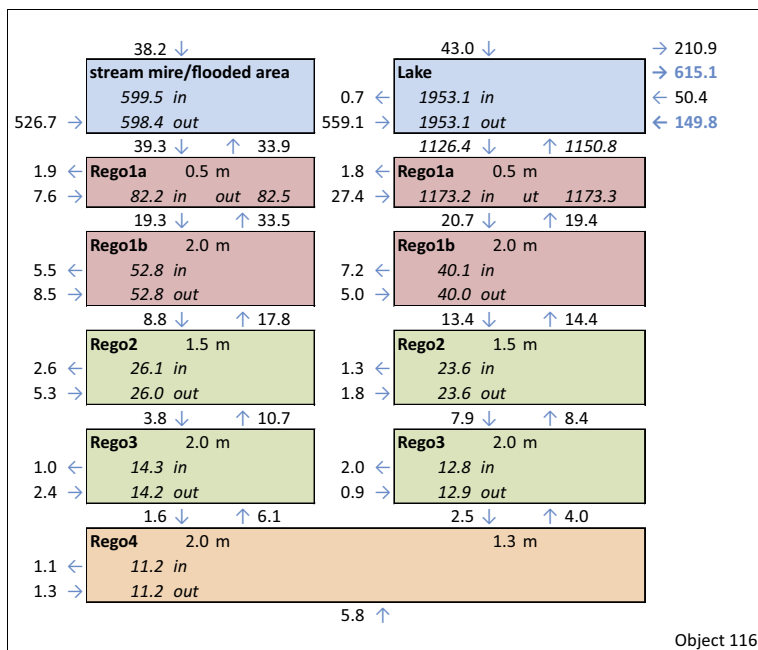 38.2 ↓ 43.0 ↓ → 210.9
stream mire/flooded area Lake → 615.1
599.5 in 0.7 ← 1953.1 in ← 50.4
526.7 → 598.4 out 559.1 → 1953.1 out ← 149.8
39.3 ↓ ↑ 33.9 1126.4 ↓ ↑ 1150.8
1.9 ← Rego1a 0.5 m 1.8 ← Rego1a 0.5 m
7.6 → 82.2 in out 82.5 27.4 → 1173.2 in ut 1173.3
19.3 ↓ ↑ 33.5 20.7 ↓ ↑ 19.4
Rego1b 2.0 m Rego1b 2.0 m
5.5 ← 52.8 in 7.2 ← 40.1 in
8.5 → 52.8 out 5.0 → 40.0 out
8.8 ↓ ↑ 17.8 13.4 ↓ ↑ 14.4
Rego2 1.5 m Rego2 1.5 m
2.6 ← 26.1 in 1.3 ← 23.6 in
5.3 → 26.0 out 1.8 → 23.6 out
3.8 ↓ ↑ 10.7 7.9 ↓ ↑ 8.4
Rego3 2.0 m Rego3 2.0 m
1.0 ← 14.3 in 2.0 ← 12.8 in
2.4 → 14.2 out 0.9 → 12.9 out
1.6 ↓ ↑ 6.1 2.5 ↓ ↑ 4.0
Rego4 2.0 m 1.3 m
1.1 ← 11.2 in
1.3 → 11.2 out
5.8 ↑
Object 116